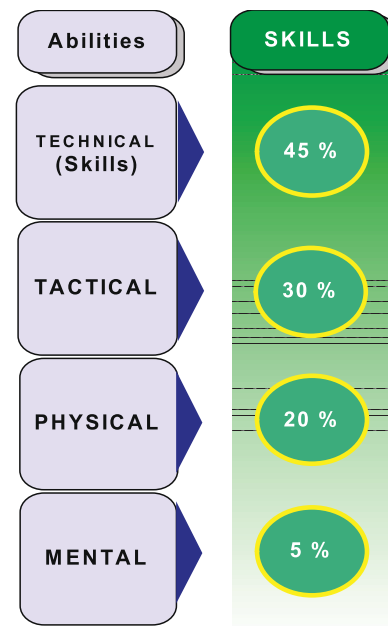 Abilities
SKILLS
TECHNICAL
(Skills)
45 %
TACTICAL
30 %
PHYSICAL
20 %
MENTAL
5 %